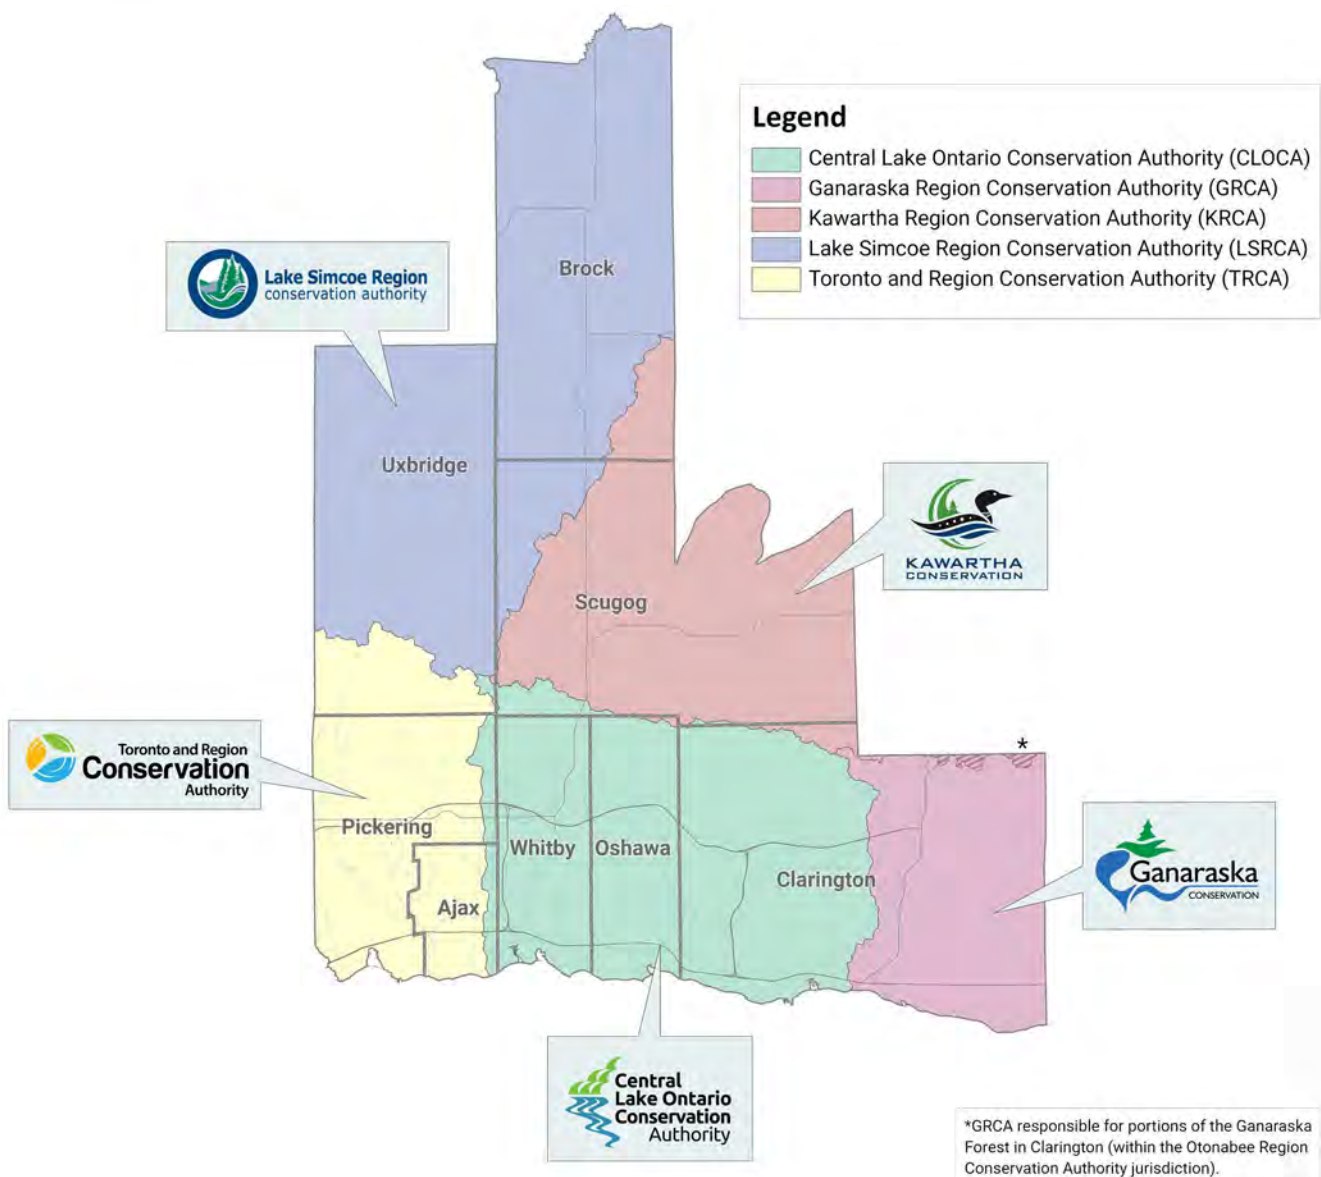 Legend
Central Lake Ontario Conservation Authority (CLOCA)
Ganaraska Region Conservation Authority (GRCA)
Kawartha Region Conservation Authority (KRCA)
Lake Simcoe Region Conservation Authority (LSRCA)
Toronto and Region Conservation Authority (TRCA)
Brock
Lake Simcoe Region
conservation authority
Uxbridge
KAWARTHA
CONSERVATION
Scugog
Toronto and Region
Conservation
Authority
*
Pickering
Whitby
Oshawa
Clarington
Ajax
Ganaraska
CONSERVATION
Central
Lake Ontario
Conservation
Authority
*GRCA responsible for portions of the Ganaraska
Forest in Clarington (within the Otonabee Region
Conservation Authority jurisdiction).